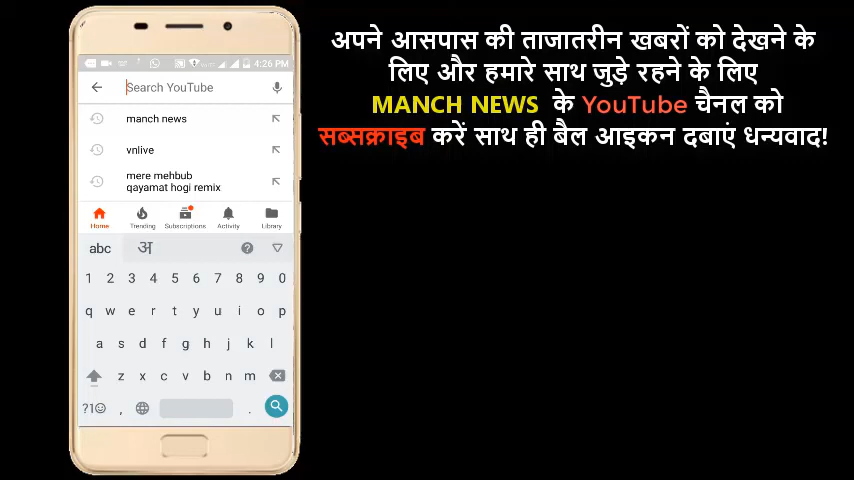 4:26 PM
Search YouTube
manch news
vnlive
mere mehbub
qayamat hogi remix
Home Trending Subscriptions Activity Library
abc अ
1 2 3 4 5 6 7 8 9 0
q w e r t y u i o p
a s d f g h j k l
z x c v b n m
?1☺ , .
अपने आसपास की ताजातरीन खबरों को देखने के
लिए और हमारे साथ जुड़े रहने के लिए
MANCH NEWS के YouTube चैनल को
सब्सक्राइब करें साथ ही बैल आइकन दबाएं धन्यवाद!